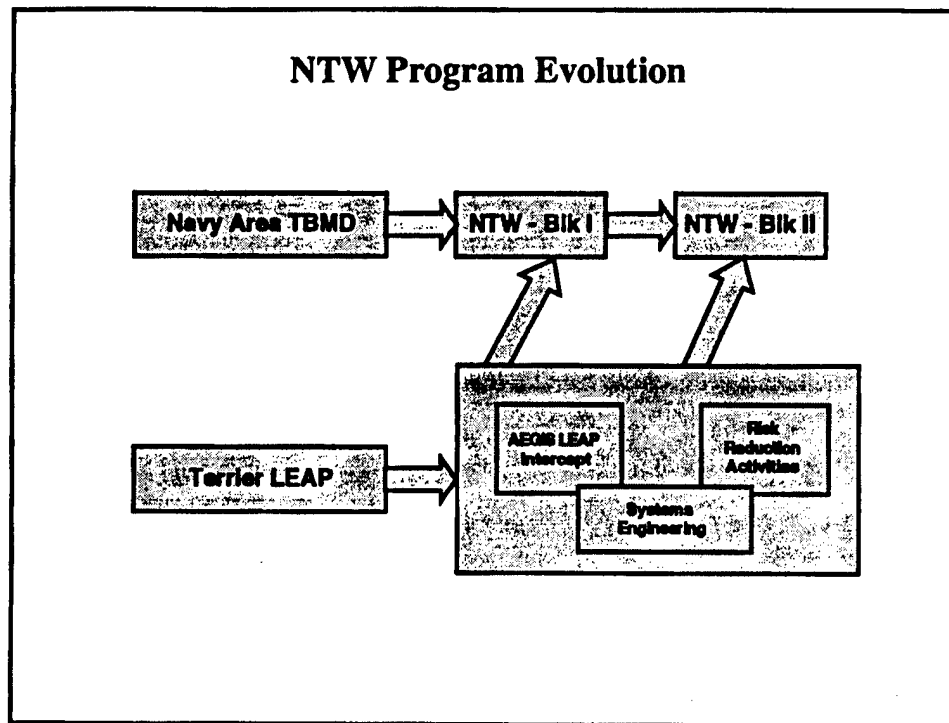 NTW Program Evolution
Navy Area TBMD
NTW - Blk I
NTW - Blk II
Terrier LEAP
AEGIS LEAP
Intercept
Risk
Reduction
Activities
Systems
Engineering